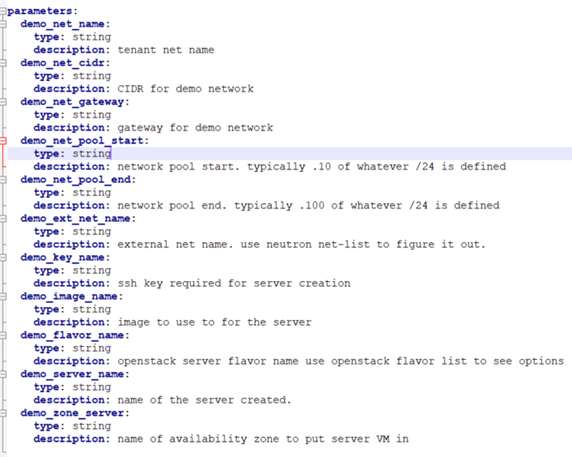 parameters:
  demo_net_name:
    type: string
    description: tenant net name
  demo_net_cidr:
    type: string
    description: CIDR for demo network
  demo_net_gateway:
    type: string
    description: gateway for demo network
  demo_net_pool_start:
    type: string
    description: network pool start. typically .10 of whatever /24 is defined
  demo_net_pool_end:
    type: string
    description: network pool end. typically .100 of whatever /24 is defined
  demo_ext_net_name:
    type: string
    description: external net name. use neutron net-list to figure it out.
  demo_key_name:
    type: string
    description: ssh key required for server creation
  demo_image_name:
    type: string
    description: image to use to for the server
  demo_flavor_name:
    type: string
    description: openstack server flavor name use openstack flavor list to see options
  demo_server_name:
    type: string
    description: name of the server created.
  demo_zone_server:
    type: string
    description: name of availability zone to put server VM in